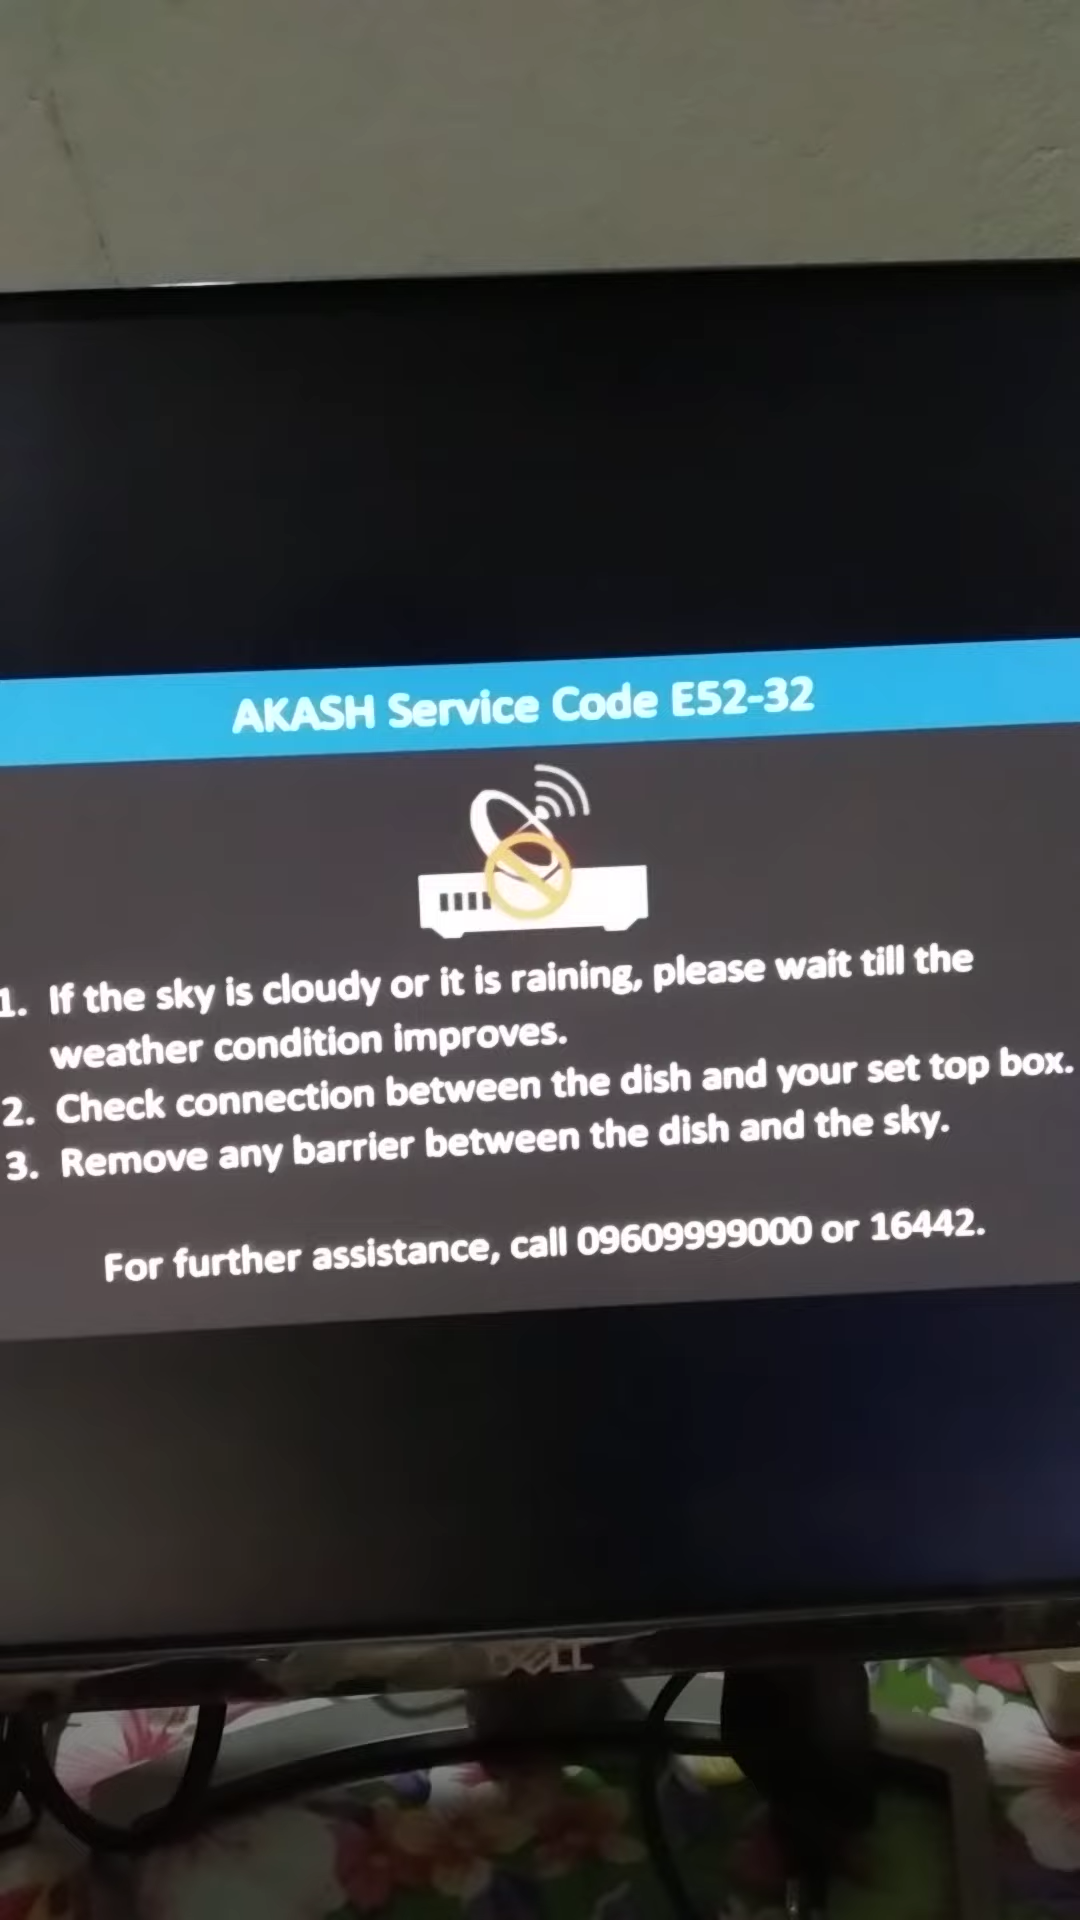 AKASH Service Code E52-32
1. If the sky is cloudy or it is raining, please wait till the
weather condition improves.
2. Check connection between the dish and your set top box.
3. Remove any barrier between the dish and the sky.
For further assistance, call 09609999000 or 16442.
DELL